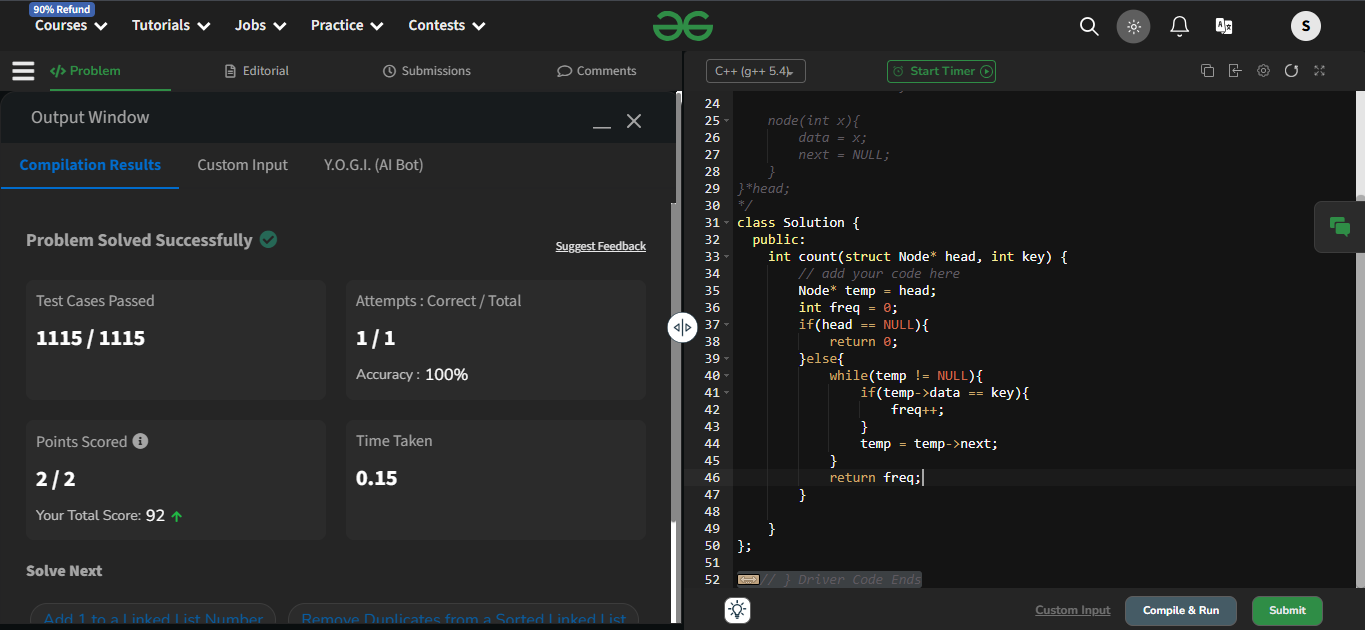 90% Refund
Courses
Tutorials
Jobs
Practice
Contests
S
</> Problem
Editorial
Submissions
Comments
C++ (g++ 5.4)
Start Timer
Output Window
Compilation Results
Custom Input
Y.O.G.I. (AI Bot)
Problem Solved Successfully
Suggest Feedback
Test Cases Passed
1115 / 1115
Attempts : Correct / Total
1 / 1
Accuracy : 100%
Points Scored
2 / 2
Your Total Score: 92
Time Taken
0.15
Solve Next
Add 1 to a Linked List Number
Remove Duplicates from a Sorted Linked List
24
25     node(int x){
26         data = x;
27         next = NULL;
28     }
29 }*head;
30 */
31 class Solution {
32   public:
33     int count(struct Node* head, int key) {
34         // add your code here
35         Node* temp = head;
36         int freq = 0;
37         if(head == NULL){
38             return 0;
39         }else{
40             while(temp != NULL){
41                 if(temp->data == key){
42                     freq++;
43                 }
44                 temp = temp->next;
45             }
46             return freq;
47         }
48
49     }
50 };
51
52 // } Driver Code Ends
Custom Input
Compile & Run
Submit